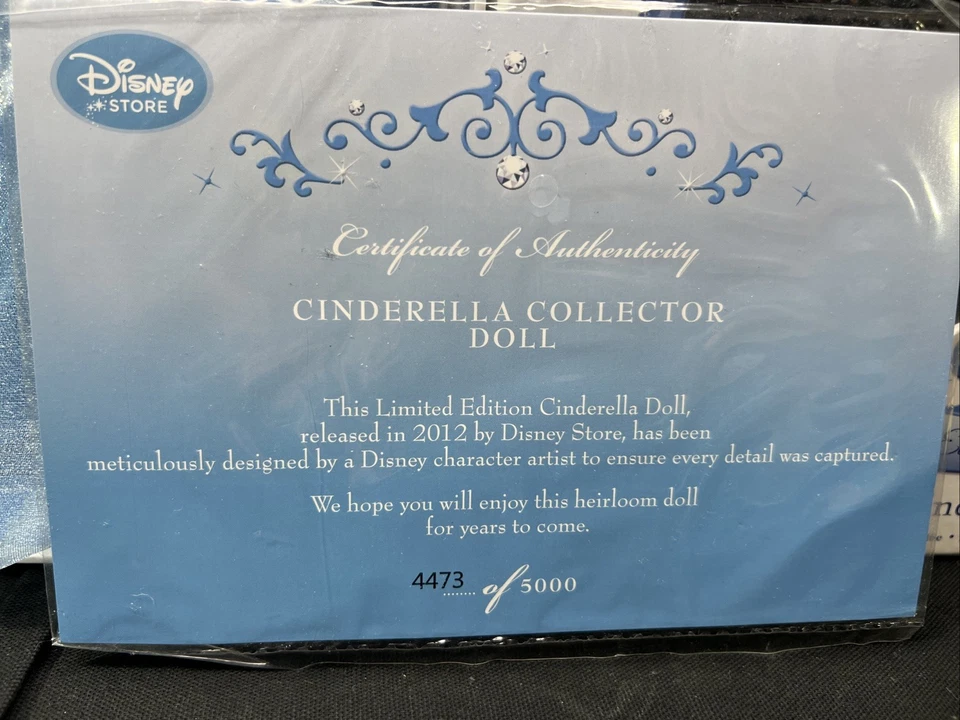 Disney
STORE
Certificate of Authenticity
CINDERELLA COLLECTOR
DOLL
This Limited Edition Cinderella Doll,
released in 2012 by Disney Store, has been
meticulously designed by a Disney character artist to ensure every detail was captured.
We hope you will enjoy this heirloom doll
for years to come.
4473 of 5000